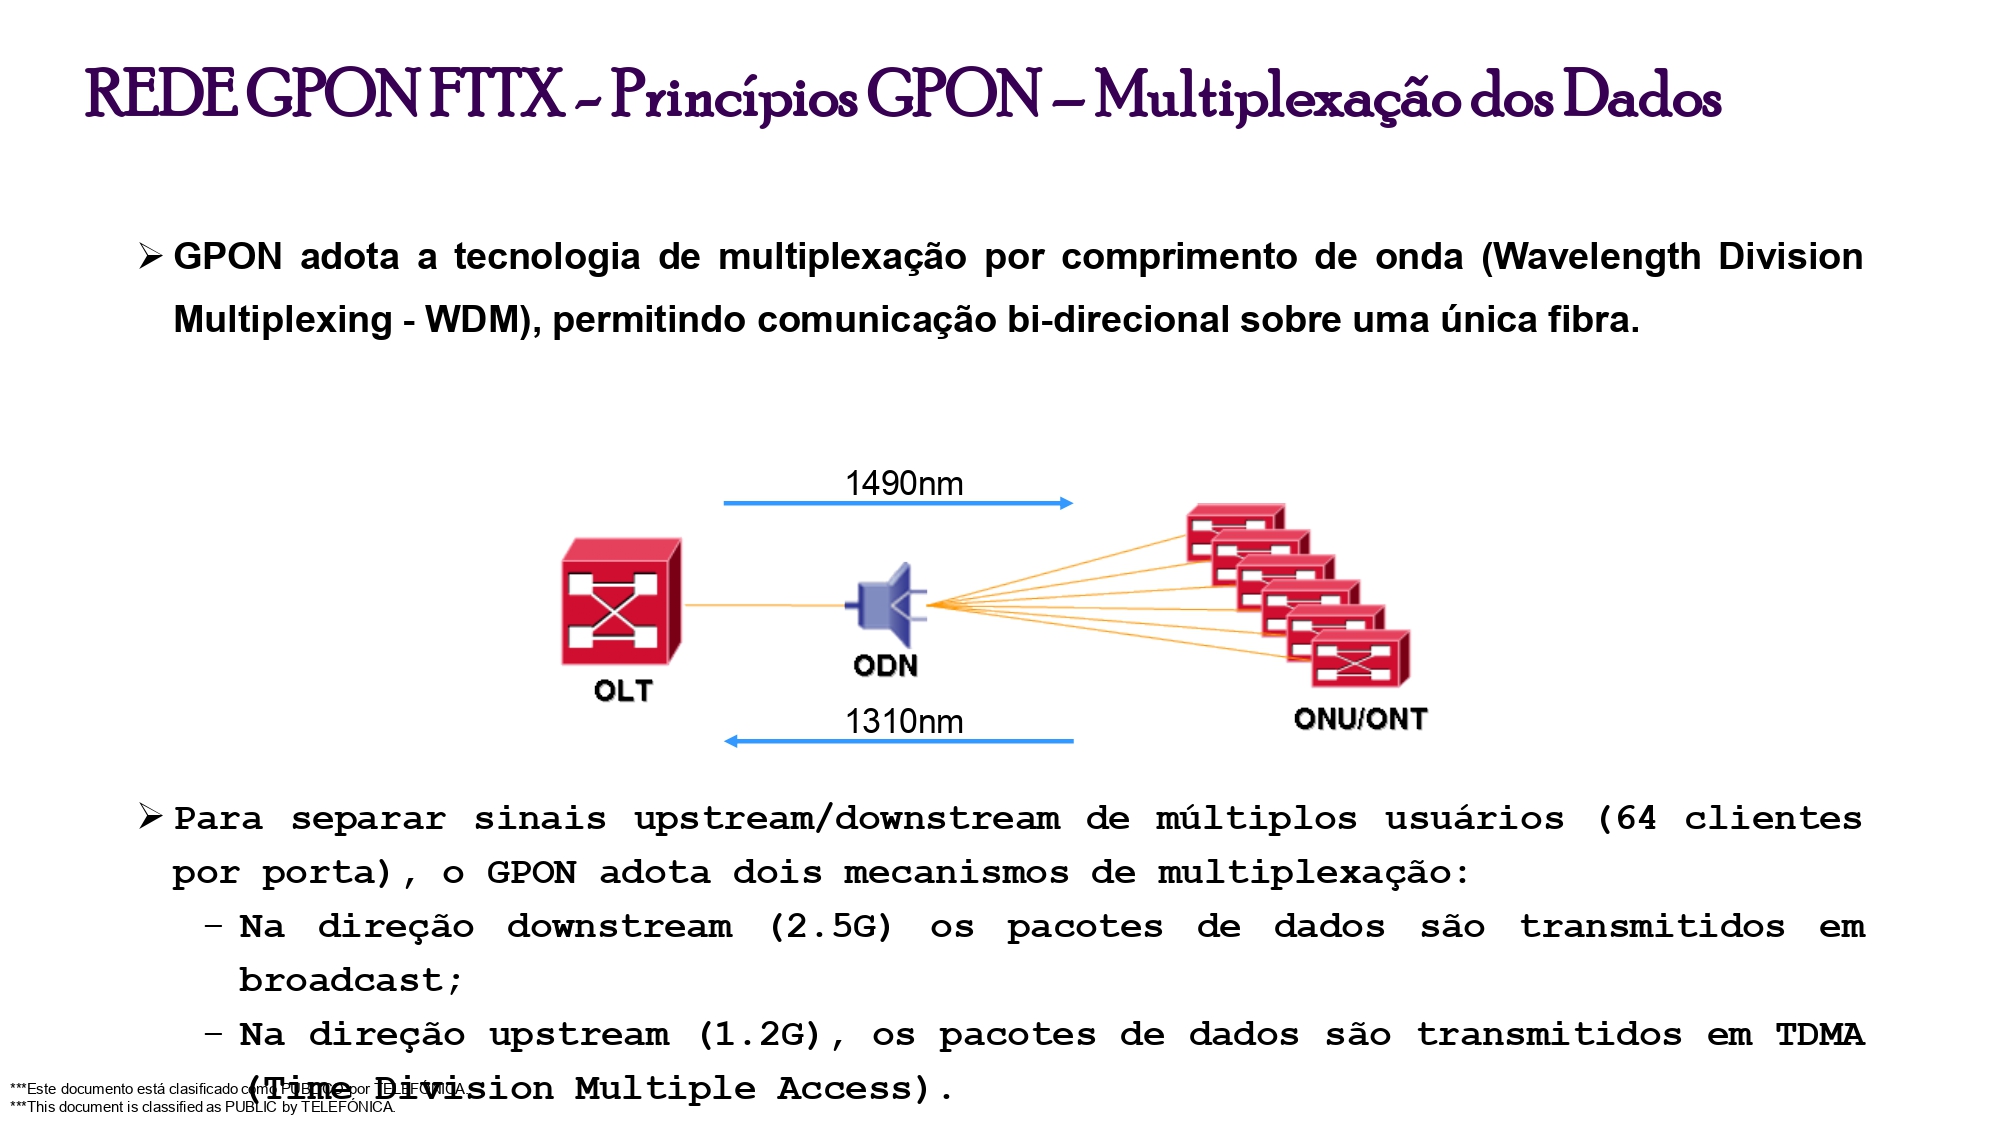 REDE GPON FTTX - Princípios GPON – Multiplexação dos Dados
➢ GPON adota a tecnologia de multiplexação por comprimento de onda (Wavelength Division
Multiplexing - WDM), permitindo comunicação bi-direcional sobre uma única fibra.
1490nm
ODN
OLT
1310nm
ONU/ONT
➢ Para separar sinais upstream/downstream de múltiplos usuários (64 clientes
por porta), o GPON adota dois mecanismos de multiplexação:
– Na direção downstream (2.5G) os pacotes de dados são transmitidos em
broadcast;
– Na direção upstream (1.2G), os pacotes de dados são transmitidos em TDMA
(Time Division Multiple Access).
***Este documento está clasificado como PUBLICO por TELEFÓNICA.
***This document is classified as PUBLIC by TELEFÓNICA.